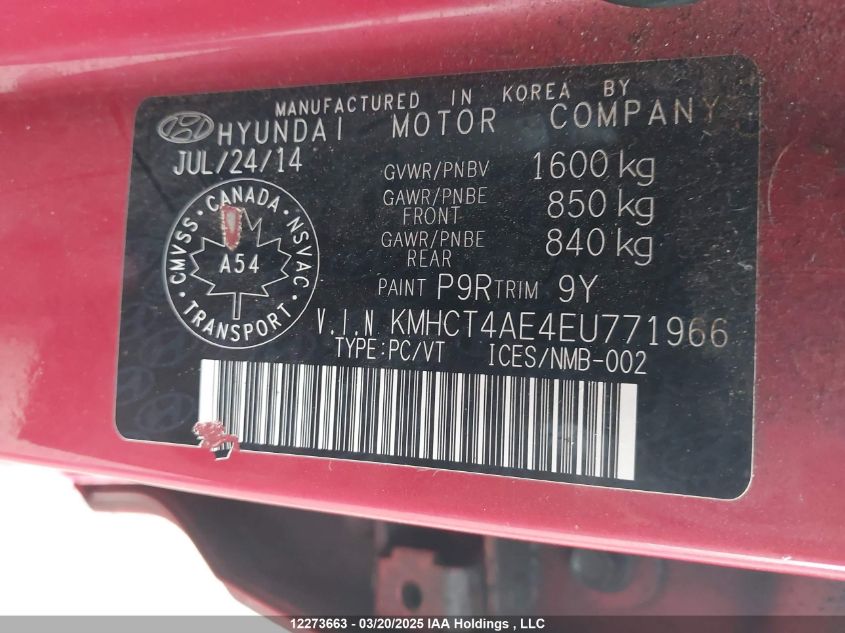 MANUFACTURED IN KOREA BY
HYUNDAI MOTOR COMPANY
JUL/24/14
GVWR/PNBV 1600 kg
GAWR/PNBE FRONT 850 kg
GAWR/PNBE REAR 840 kg
CMVSS · CANADA · NSVAC · TRANSPORT ·
A54
PAINT P9R TRIM 9Y
V.I.N KMHCT4AE4EU771966
TYPE:PC/VT ICES/NMB-002
12273663 - 03/20/2025 IAA Holdings , LLC